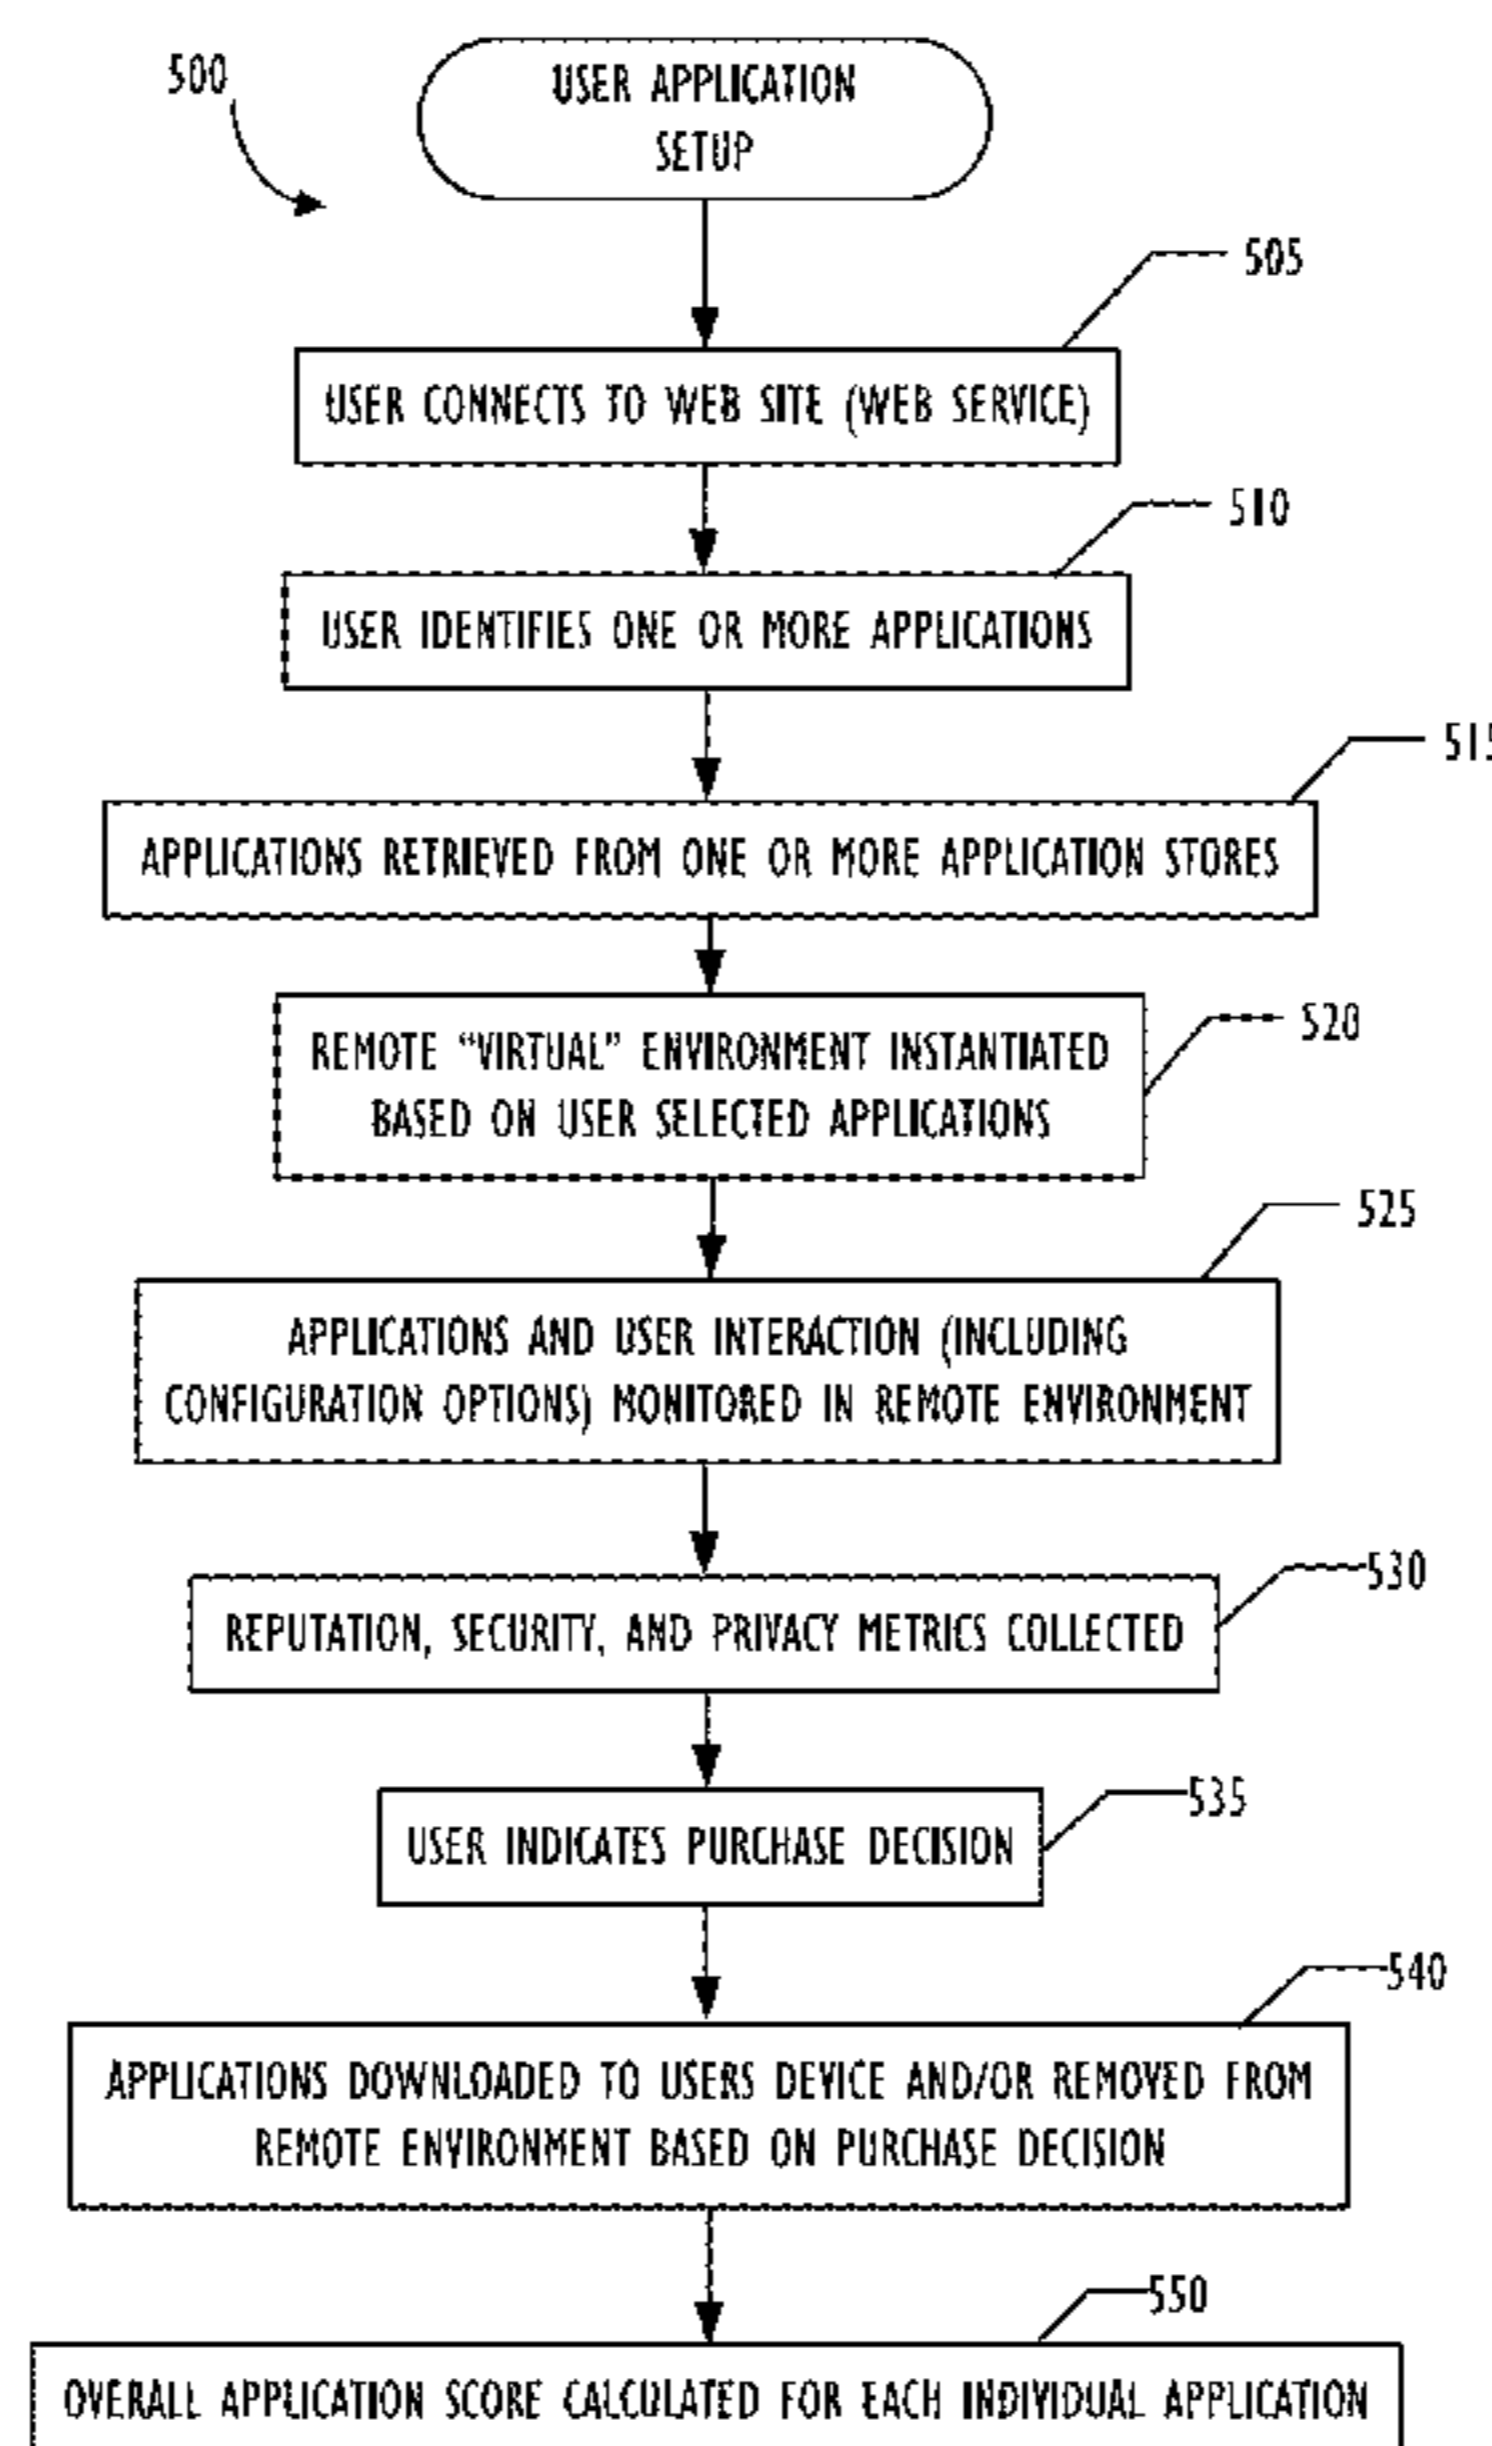 500
USER APPLICATION
SETUP
505
USER CONNECTS TO WEB SITE (WEB SERVICE)
510
USER IDENTIFIES ONE OR MORE APPLICATIONS
515
APPLICATIONS RETRIEVED FROM ONE OR MORE APPLICATION STORES
520
REMOTE “VIRTUAL” ENVIRONMENT INSTANTIATED
BASED ON USER SELECTED APPLICATIONS
525
APPLICATIONS AND USER INTERACTION (INCLUDING
CONFIGURATION OPTIONS) MONITORED IN REMOTE ENVIRONMENT
530
REPUTATION, SECURITY, AND PRIVACY METRICS COLLECTED
535
USER INDICATES PURCHASE DECISION
540
APPLICATIONS DOWNLOADED TO USERS DEVICE AND/OR REMOVED FROM
REMOTE ENVIRONMENT BASED ON PURCHASE DECISION
550
OVERALL APPLICATION SCORE CALCULATED FOR EACH INDIVIDUAL APPLICATION